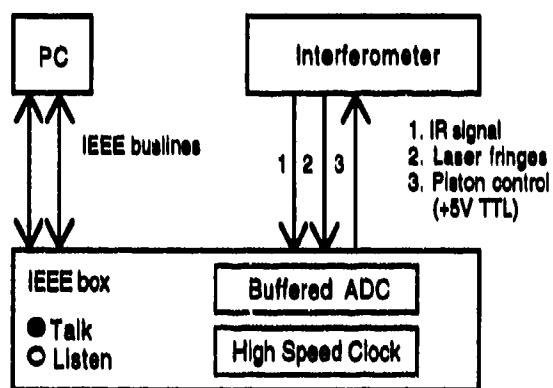 PC
Interferometer
IEEE buslines
1 2 3
1. IR signal
2. Laser fringes
3. Piston control
(+5V TTL)
IEEE box
Buffered ADC
Talk
Listen
High Speed Clock